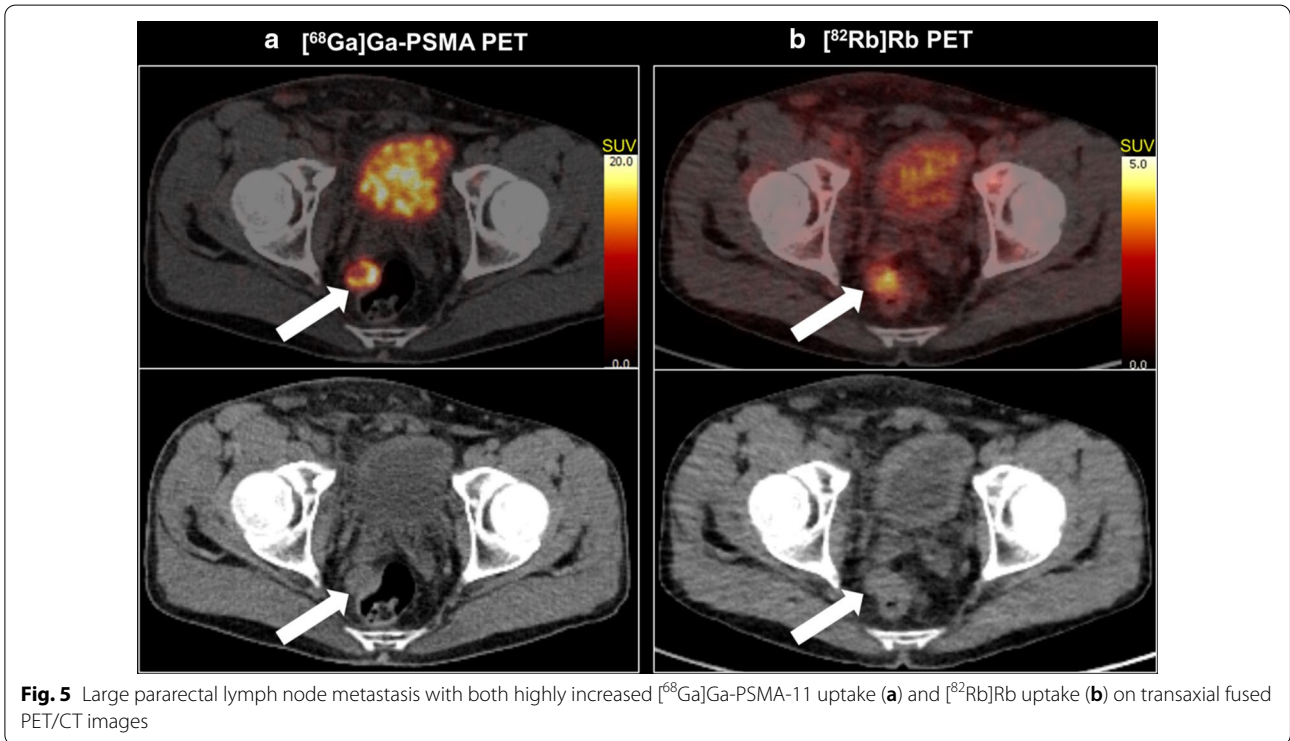 a [⁶⁸Ga]Ga-PSMA PET
b [⁸²Rb]Rb PET
SUV
20.0
0.0
SUV
5.0
0.0
Fig. 5 Large pararectal lymph node metastasis with both highly increased [⁶⁸Ga]Ga-PSMA-11 uptake (a) and [⁸²Rb]Rb uptake (b) on transaxial fused
PET/CT images